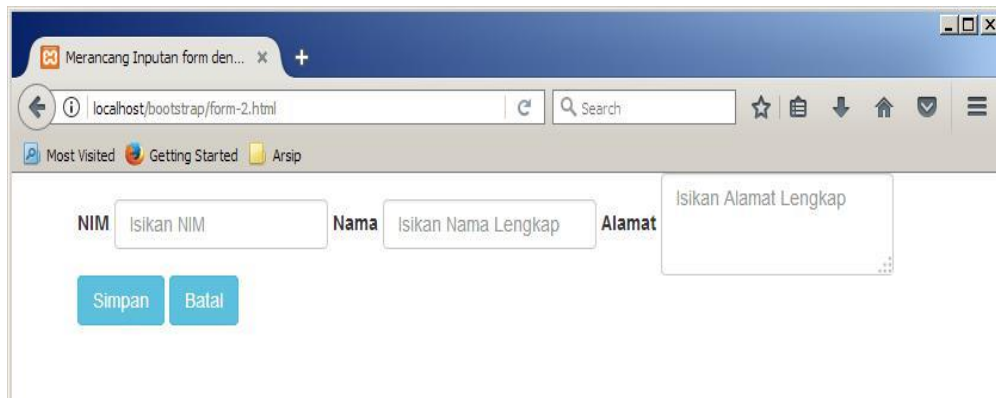 Merancang Inputan form den...
localhost/bootstrap/form-2.html
Search
Most Visited Getting Started Arsip
NIM Isikan NIM Nama Isikan Nama Lengkap Alamat Isikan Alamat Lengkap
Simpan Batal